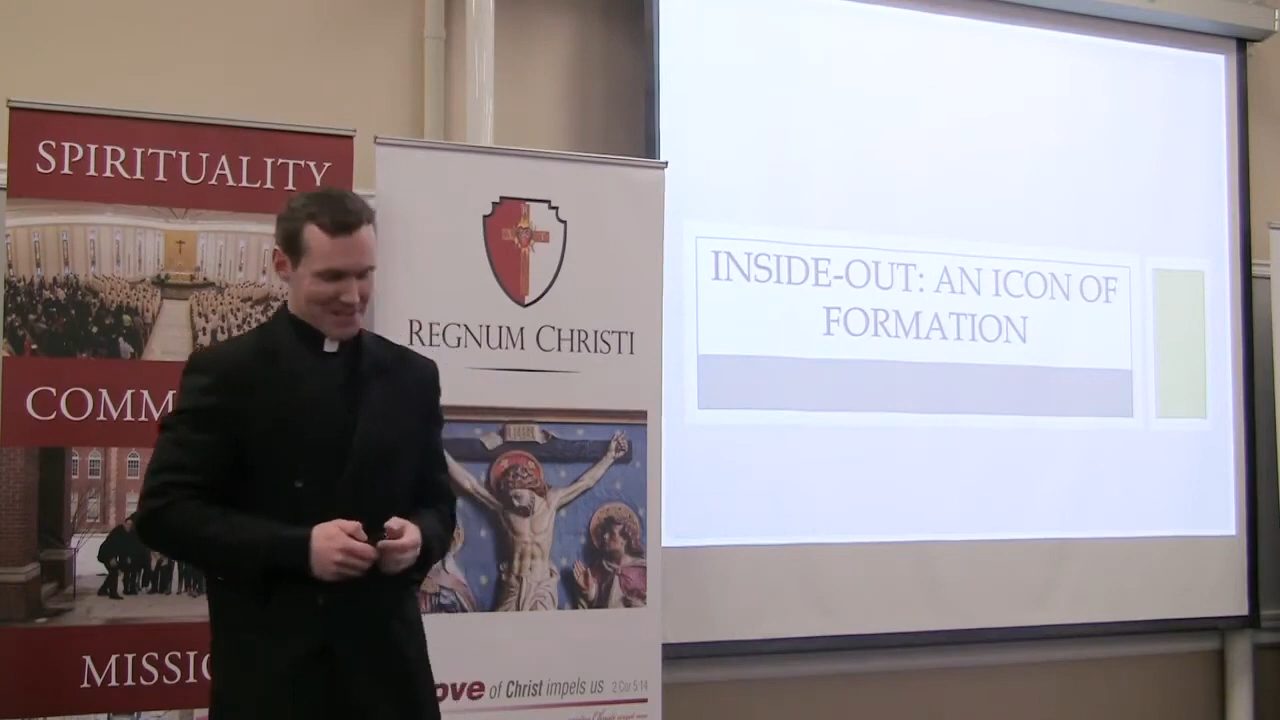 SPIRITUALITY
COMM
MISSIO
REGNUM CHRISTI
ove of Christ impels us 2 Cor 5:14
INSIDE-OUT: AN ICON OF
FORMATION